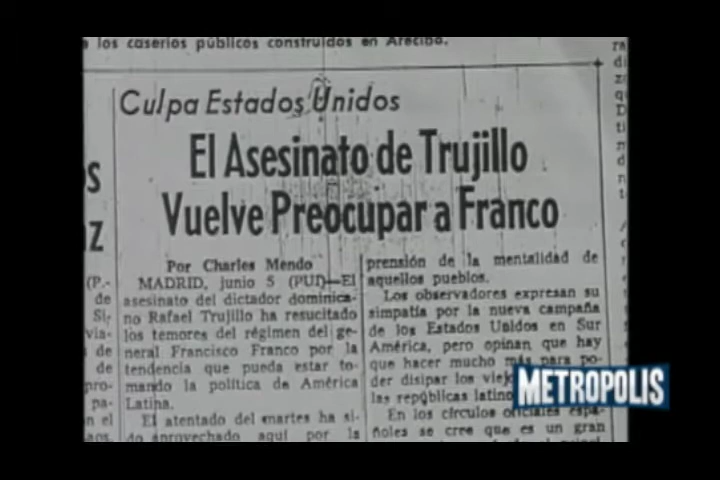 los caseríos públicos construidos en Arecibo.
Culpa Estados Unidos
El Asesinato de Trujillo
Vuelve Preocupar a Franco
Por Charles Mendo
MADRID, junio 5 (PUI)—El
asesinato del dictador dominica-
no Rafael Trujillo ha resucitado
los temores del régimen del ge-
neral Francisco Franco por la
tendencia que pueda estar to-
mando la política de América
Latina.
El atentado del martes ha si-
do aprovechado aquí por la
prensión de la mentalidad de
aquellos pueblos.
Los observadores expresan su
simpatía por la nueva campaña
de los Estados Unidos en Sur
América, pero opinan que hay
que hacer mucho más para po-
der disipar los viej
las repúblicas latino
En los círculos oficiales espa-
ñoles se cree que es un gran
METROPOLIS